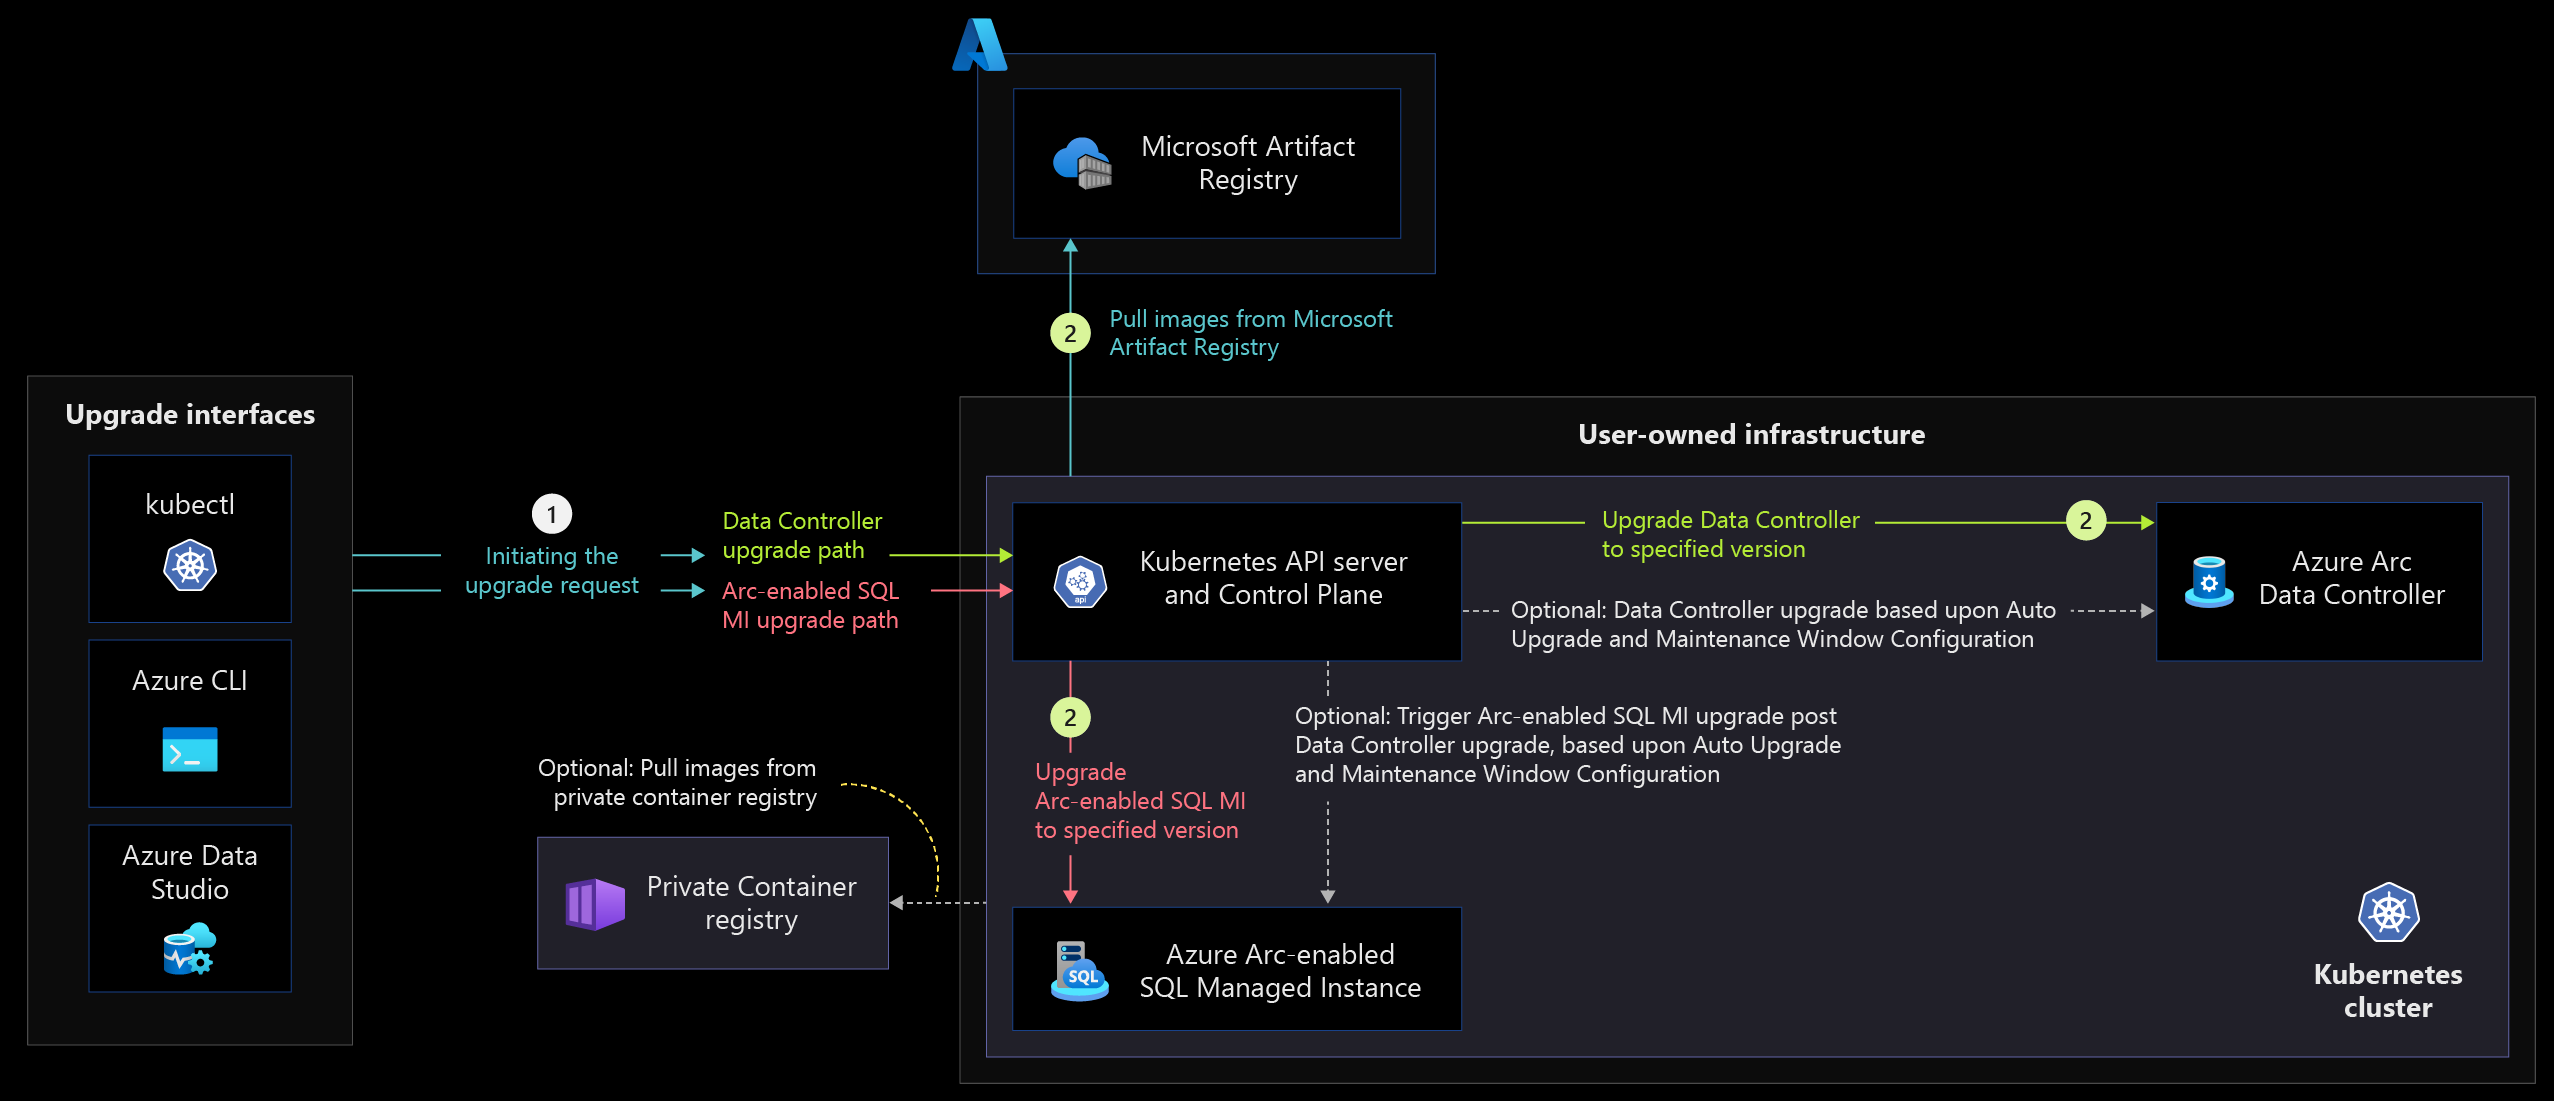 Microsoft Artifact
Registry
2
Pull images from Microsoft
Artifact Registry
Upgrade interfaces
kubectl
Azure CLI
Azure Data
Studio
1
Initiating the
upgrade request
Data Controller
upgrade path
Arc-enabled SQL
MI upgrade path
User-owned infrastructure
Kubernetes API server
and Control Plane
api
Upgrade Data Controller
to specified version
2
Optional: Data Controller upgrade based upon Auto
Upgrade and Maintenance Window Configuration
Azure Arc
Data Controller
2
Upgrade
Arc-enabled SQL MI
to specified version
Optional: Trigger Arc-enabled SQL MI upgrade post
Data Controller upgrade, based upon Auto Upgrade
and Maintenance Window Configuration
Optional: Pull images from
private container registry
Private Container
registry
SQL
Azure Arc-enabled
SQL Managed Instance
Kubernetes
cluster